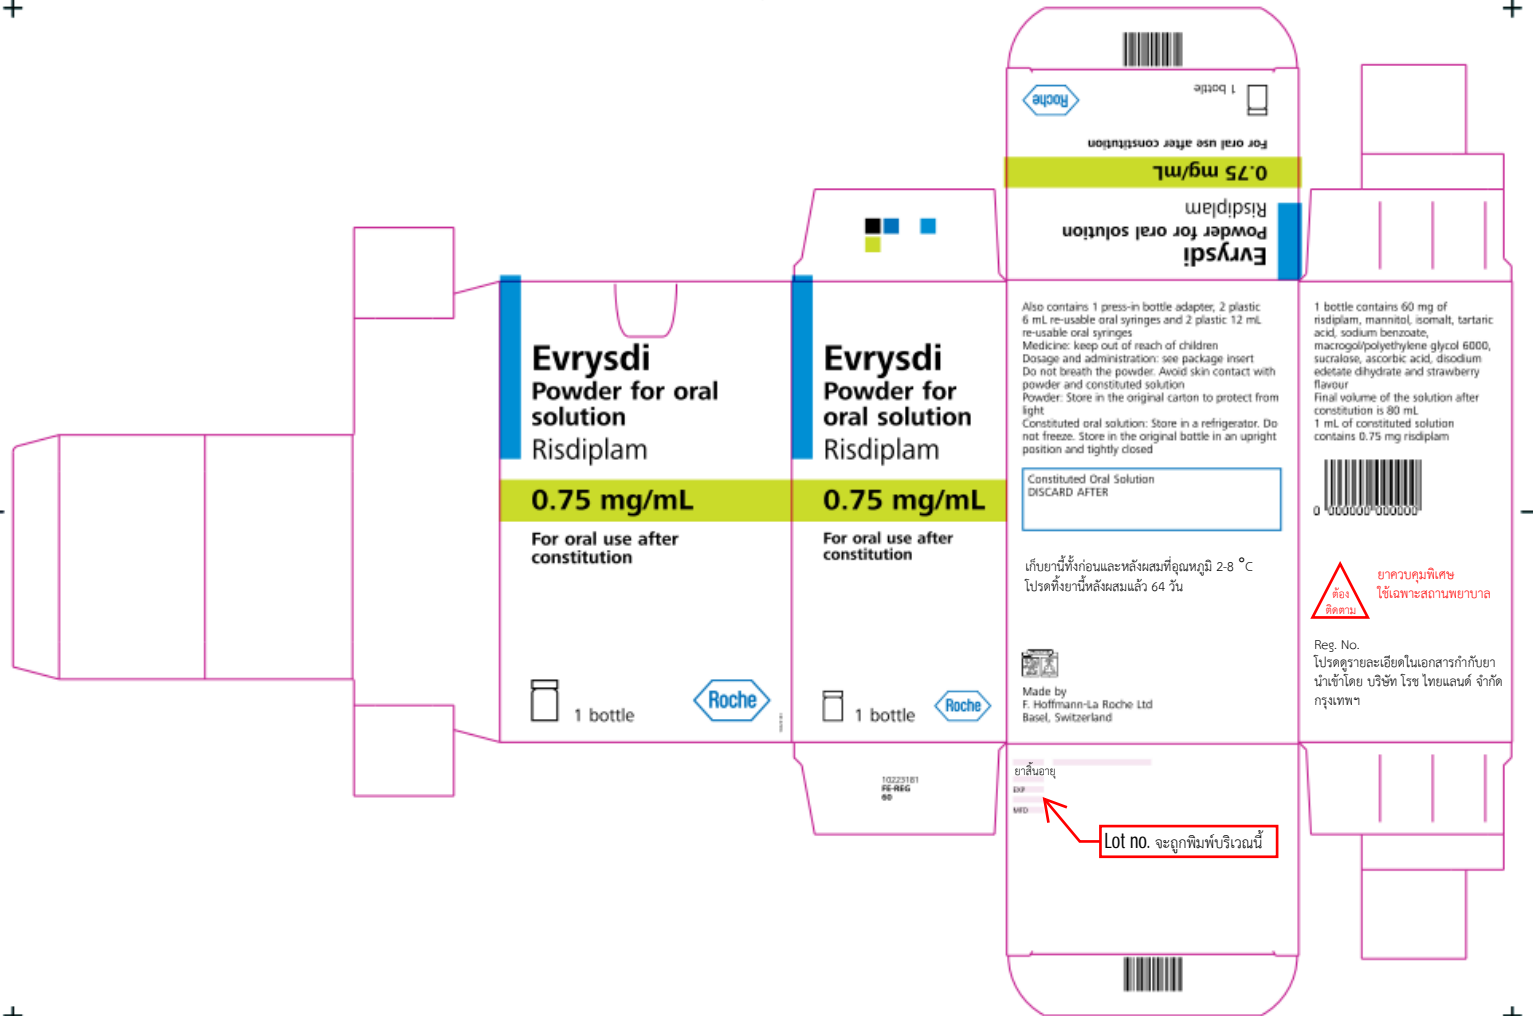 Roche
1 bottle
For oral use after constitution
0.75 mg/mL
Risdiplam
Powder for oral solution
Evrysdi
Evrysdi
Powder for oral
solution
Risdiplam
0.75 mg/mL
For oral use after
constitution
1 bottle
Roche
Evrysdi
Powder for
oral solution
Risdiplam
0.75 mg/mL
For oral use after
constitution
1 bottle
Roche
10223181
FE-REG
60
Also contains 1 press-in bottle adapter, 2 plastic
6 mL re-usable oral syringes and 2 plastic 12 mL
re-usable oral syringes
Medicine: keep out of reach of children
Dosage and administration: see package insert
Do not breath the powder. Avoid skin contact with
powder and constituted solution
Powder: Store in the original carton to protect from
light
Constituted oral solution: Store in a refrigerator. Do
not freeze. Store in the original bottle in an upright
position and tightly closed
Constituted Oral Solution
DISCARD AFTER
เก็บยานี้ทั้งก่อนและหลังผสมที่อุณหภูมิ 2-8 °C
โปรดทิ้งยานี้หลังผสมแล้ว 64 วัน
Made by
F. Hoffmann-La Roche Ltd
Basel, Switzerland
ยาสิ้นอายุ
EXP
MFD
Lot no. จะถูกพิมพ์บริเวณนี้
1 bottle contains 60 mg of
risdiplam, mannitol, isomalt, tartaric
acid, sodium benzoate,
macrogol/polyethylene glycol 6000,
sucralose, ascorbic acid, disodium
edetate dihydrate and strawberry
flavour
Final volume of the solution after
constitution is 80 mL
1 mL of constituted solution
contains 0.75 mg risdiplam
0 000000 000000
ต้อง
ติดตาม
ยาควบคุมพิเศษ
ใช้เฉพาะสถานพยาบาล
Reg. No.
โปรดดูรายละเอียดในเอกสารกำกับยา
นำเข้าโดย บริษัท โรช ไทยแลนด์ จำกัด
กรุงเทพฯ